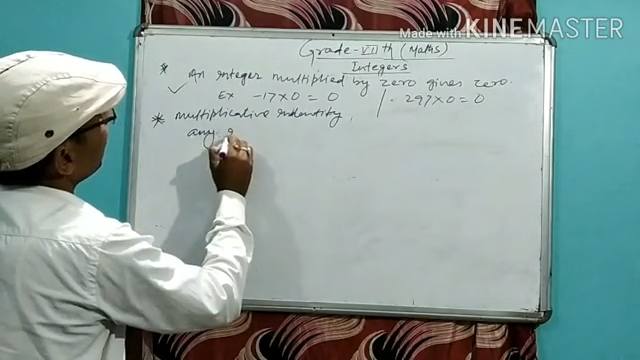 Made with KINEMASTER
Grade-VIIth (Maths)
Integers
* An integer multiplied by zero gives zero.
✓ Ex -17×0 = 0 / -297×0=0
* multiplicative indentity,
any